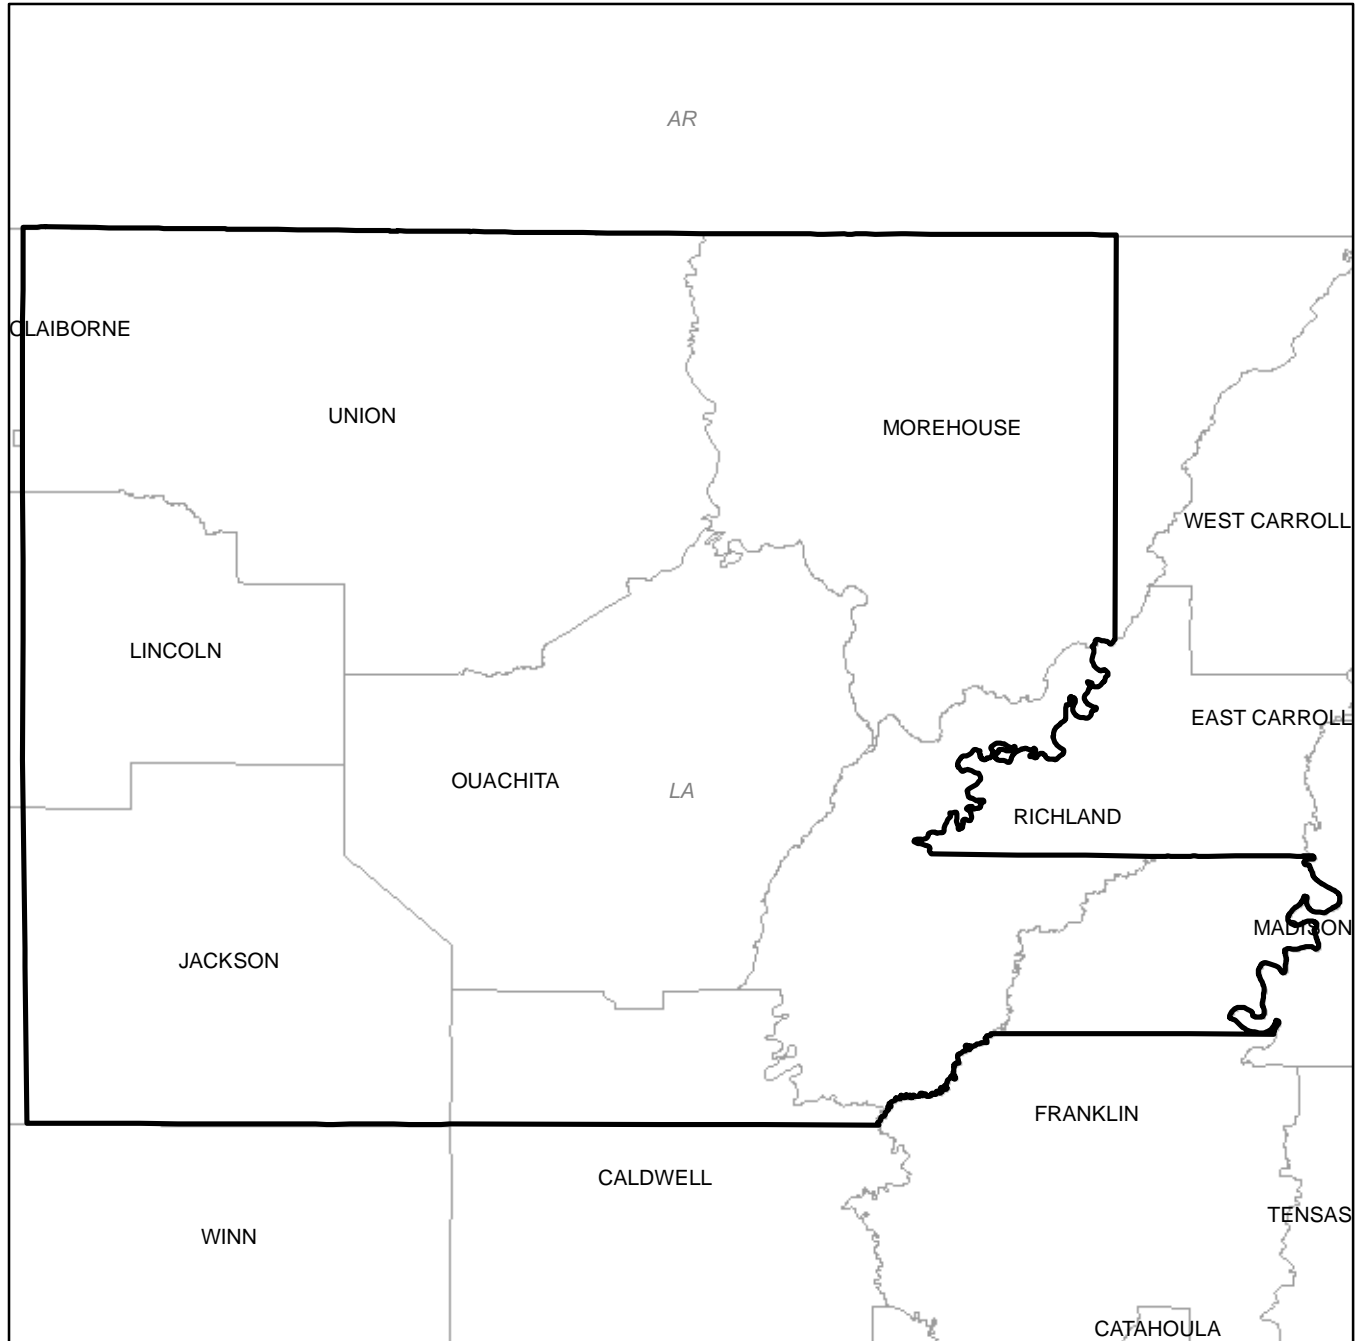 AR
CLAIBORNE
UNION
MOREHOUSE
WEST CARROLL
LINCOLN
EAST CARROLL
OUACHITA
LA
RICHLAND
MADISON
JACKSON
FRANKLIN
CALDWELL
TENSAS
WINN
CATAHOULA